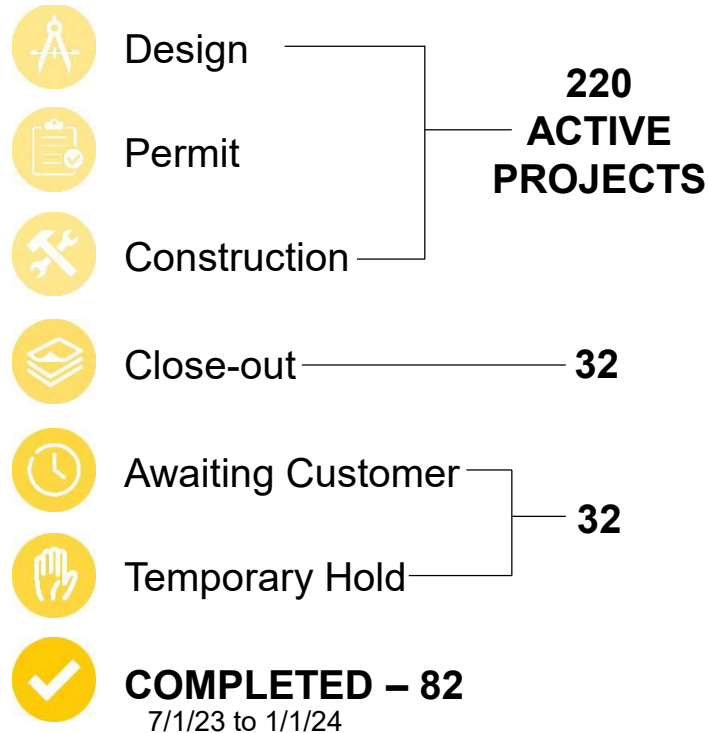 Design
220
ACTIVE
PROJECTS
Permit
Construction
Close-out
32
Awaiting Customer
32
Temporary Hold
COMPLETED – 82
7/1/23 to 1/1/24